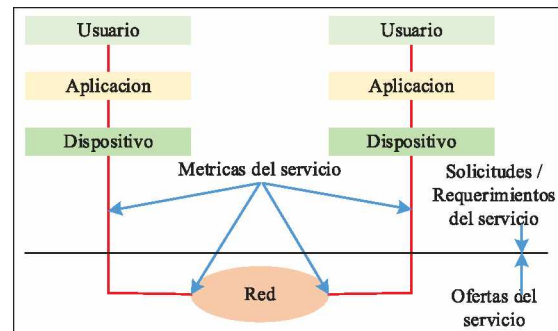 Usuario
Usuario
Aplicacion
Aplicacion
Dispositivo
Dispositivo
Metricas del servicio
Solicitudes /
Requerimientos
del servicio
Red
Ofertas del
servicio